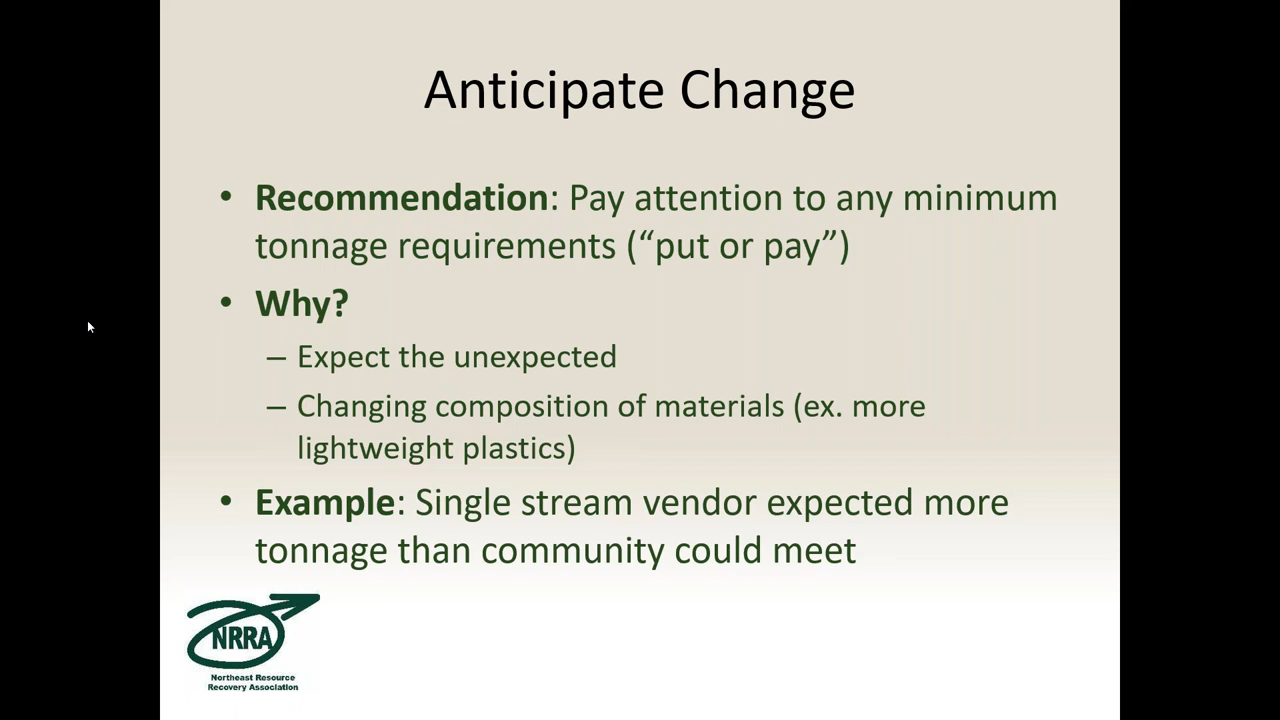 Anticipate Change
• Recommendation: Pay attention to any minimum
tonnage requirements (“put or pay”)
• Why?
– Expect the unexpected
– Changing composition of materials (ex. more
lightweight plastics)
• Example: Single stream vendor expected more
tonnage than community could meet
NRRA
Northeast Resource
Recovery Association